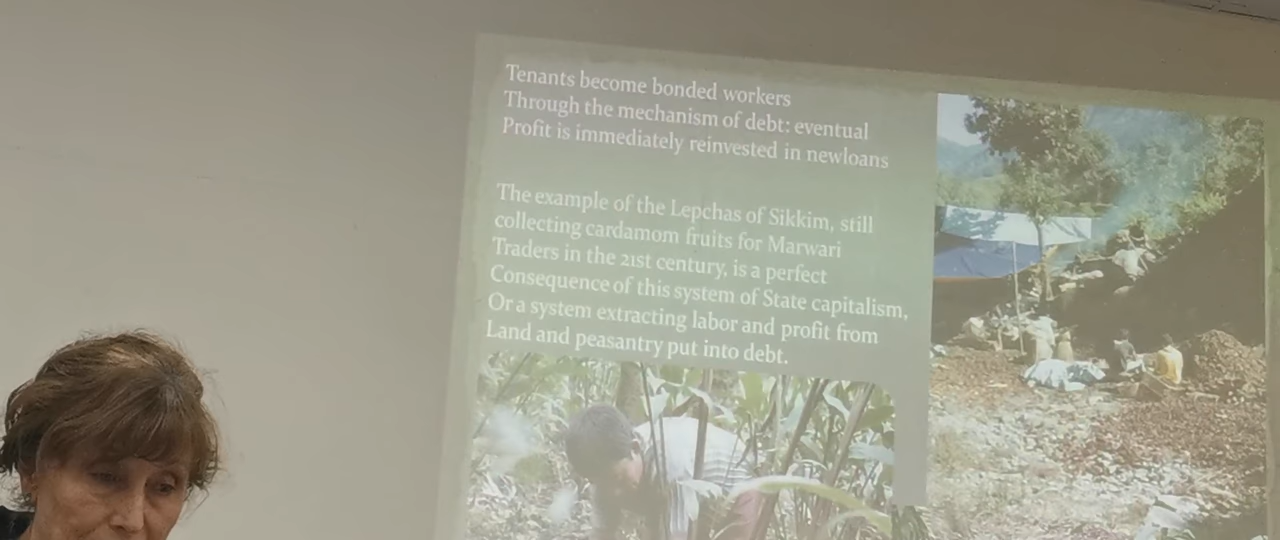 Tenants become bonded workers
Through the mechanism of debt: eventual
Profit is immediately reinvested in newloans
The example of the Lepchas of Sikkim, still
collecting cardamom fruits for Marwari
Traders in the 21st century, is a perfect
Consequence of this system of State capitalism,
Or a system extracting labor and profit from
Land and peasantry put into debt.